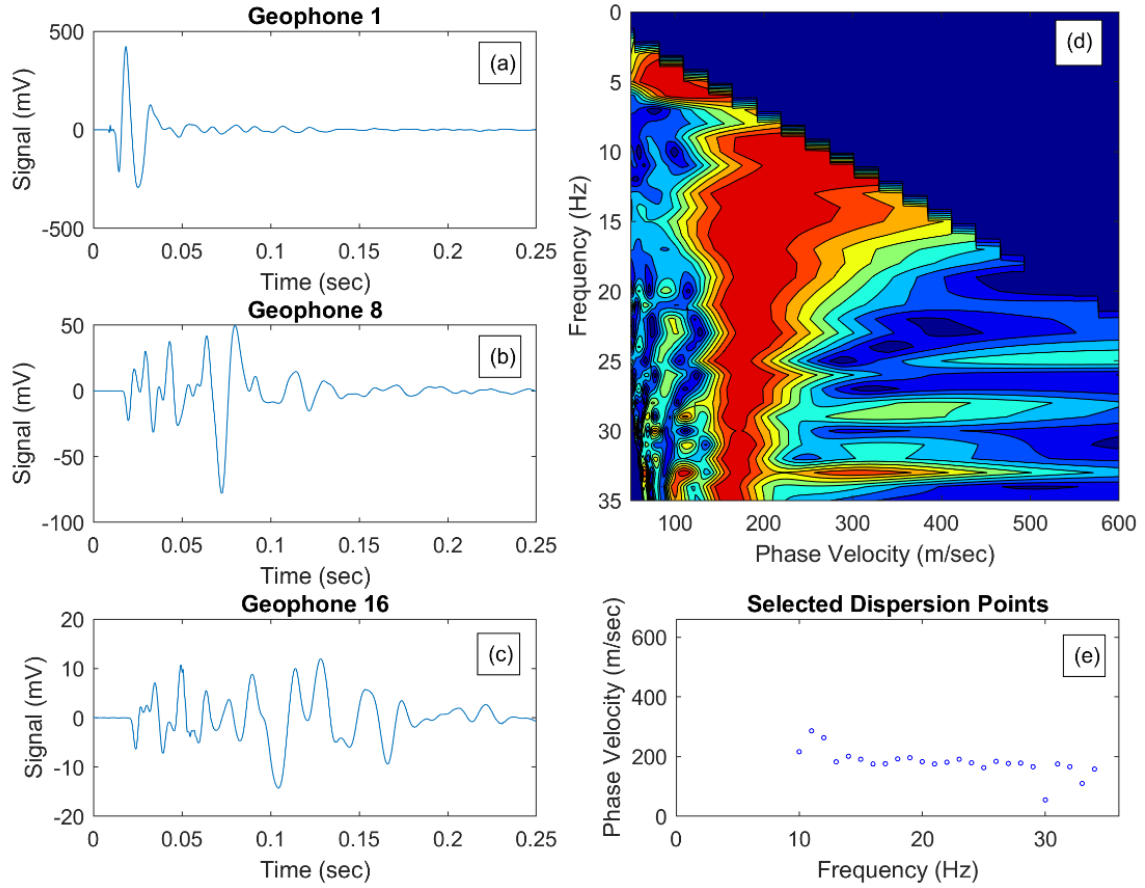 Geophone 1
(a)
Signal (mV)
500
0
-500
0
0.05
0.1
0.15
0.2
0.25
Time (sec)
Geophone 8
(b)
Signal (mV)
50
0
-50
-100
0
0.05
0.1
0.15
0.2
0.25
Time (sec)
Geophone 16
(c)
Signal (mV)
20
10
0
-10
-20
0
0.05
0.1
0.15
0.2
0.25
Time (sec)
(d)
Frequency (Hz)
0
5
10
15
20
25
30
35
100
200
300
400
500
600
Phase Velocity (m/sec)
Selected Dispersion Points
(e)
Phase Velocity (m/sec)
600
400
200
0
0
10
20
30
Frequency (Hz)